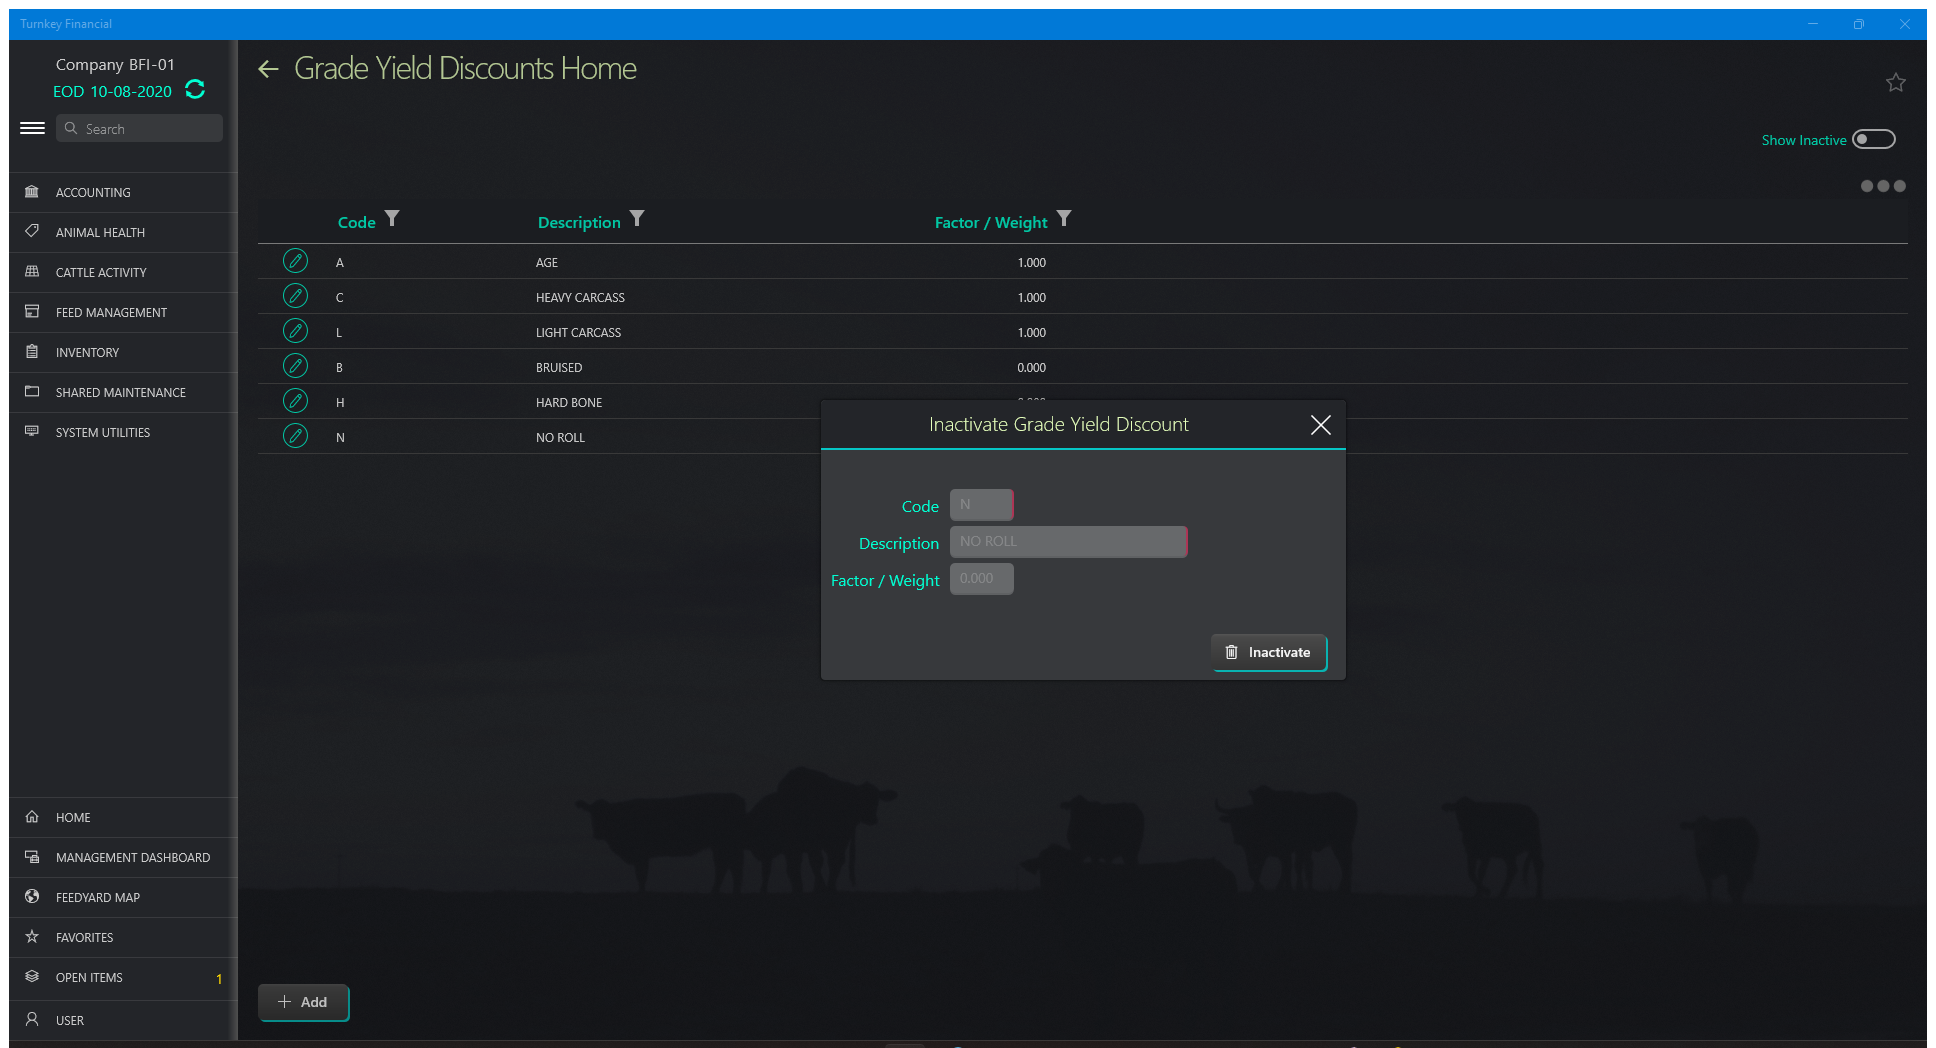 Turnkey Financial
Company BFI-01
EOD 10-08-2020
Search
ACCOUNTING
ANIMAL HEALTH
CATTLE ACTIVITY
FEED MANAGEMENT
INVENTORY
SHARED MAINTENANCE
SYSTEM UTILITIES
HOME
MANAGEMENT DASHBOARD
FEEDYARD MAP
FAVORITES
OPEN ITEMS 1
USER
Grade Yield Discounts Home
Show Inactive
Code Description Factor / Weight
A AGE 1.000
C HEAVY CARCASS 1.000
L LIGHT CARCASS 1.000
B BRUISED 0.000
H HARD BONE
N NO ROLL
Inactivate Grade Yield Discount
Code N
Description NO ROLL
Factor / Weight 0.000
Inactivate
Add